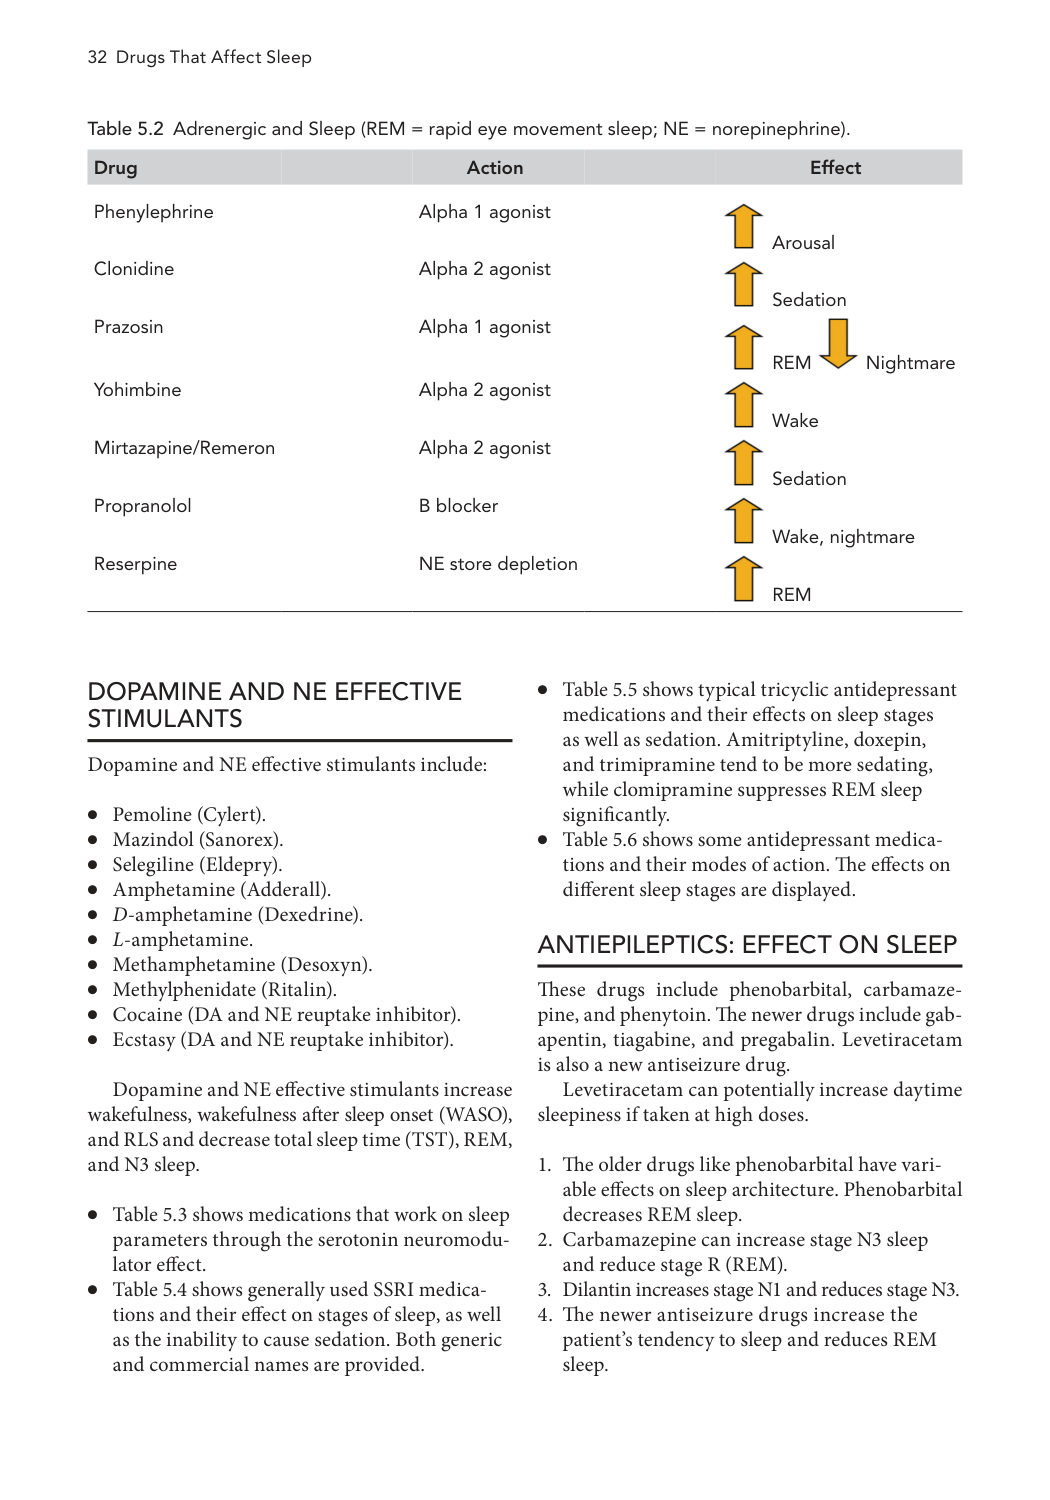 32 Drugs That Affect Sleep
Table 5.2 Adrenergic and Sleep (REM = rapid eye movement sleep; NE = norepinephrine).
Drug Action Effect
Phenylephrine Alpha 1 agonist Arousal
Clonidine Alpha 2 agonist Sedation
Prazosin Alpha 1 agonist REM Nightmare
Yohimbine Alpha 2 agonist Wake
Mirtazapine/Remeron Alpha 2 agonist Sedation
Propranolol B blocker Wake, nightmare
Reserpine NE store depletion REM
DOPAMINE AND NE EFFECTIVE
STIMULANTS
Dopamine and NE effective stimulants include:
● Pemoline (Cylert).
● Mazindol (Sanorex).
● Selegiline (Eldepry).
● Amphetamine (Adderall).
● D-amphetamine (Dexedrine).
● L-amphetamine.
● Methamphetamine (Desoxyn).
● Methylphenidate (Ritalin).
● Cocaine (DA and NE reuptake inhibitor).
● Ecstasy (DA and NE reuptake inhibitor).
Dopamine and NE effective stimulants increase
wakefulness, wakefulness after sleep onset (WASO),
and RLS and decrease total sleep time (TST), REM,
and N3 sleep.
● Table 5.3 shows medications that work on sleep
parameters through the serotonin neuromodu-
lator effect.
● Table 5.4 shows generally used SSRI medica-
tions and their effect on stages of sleep, as well
as the inability to cause sedation. Both generic
and commercial names are provided.
● Table 5.5 shows typical tricyclic antidepressant
medications and their effects on sleep stages
as well as sedation. Amitriptyline, doxepin,
and trimipramine tend to be more sedating,
while clomipramine suppresses REM sleep
significantly.
● Table 5.6 shows some antidepressant medica-
tions and their modes of action. The effects on
different sleep stages are displayed.
ANTIEPILEPTICS: EFFECT ON SLEEP
These drugs include phenobarbital, carbamaze-
pine, and phenytoin. The newer drugs include gab-
apentin, tiagabine, and pregabalin. Levetiracetam
is also a new antiseizure drug.
Levetiracetam can potentially increase daytime
sleepiness if taken at high doses.
1. The older drugs like phenobarbital have vari-
able effects on sleep architecture. Phenobarbital
decreases REM sleep.
2. Carbamazepine can increase stage N3 sleep
and reduce stage R (REM).
3. Dilantin increases stage N1 and reduces stage N3.
4. The newer antiseizure drugs increase the
patient's tendency to sleep and reduces REM
sleep.